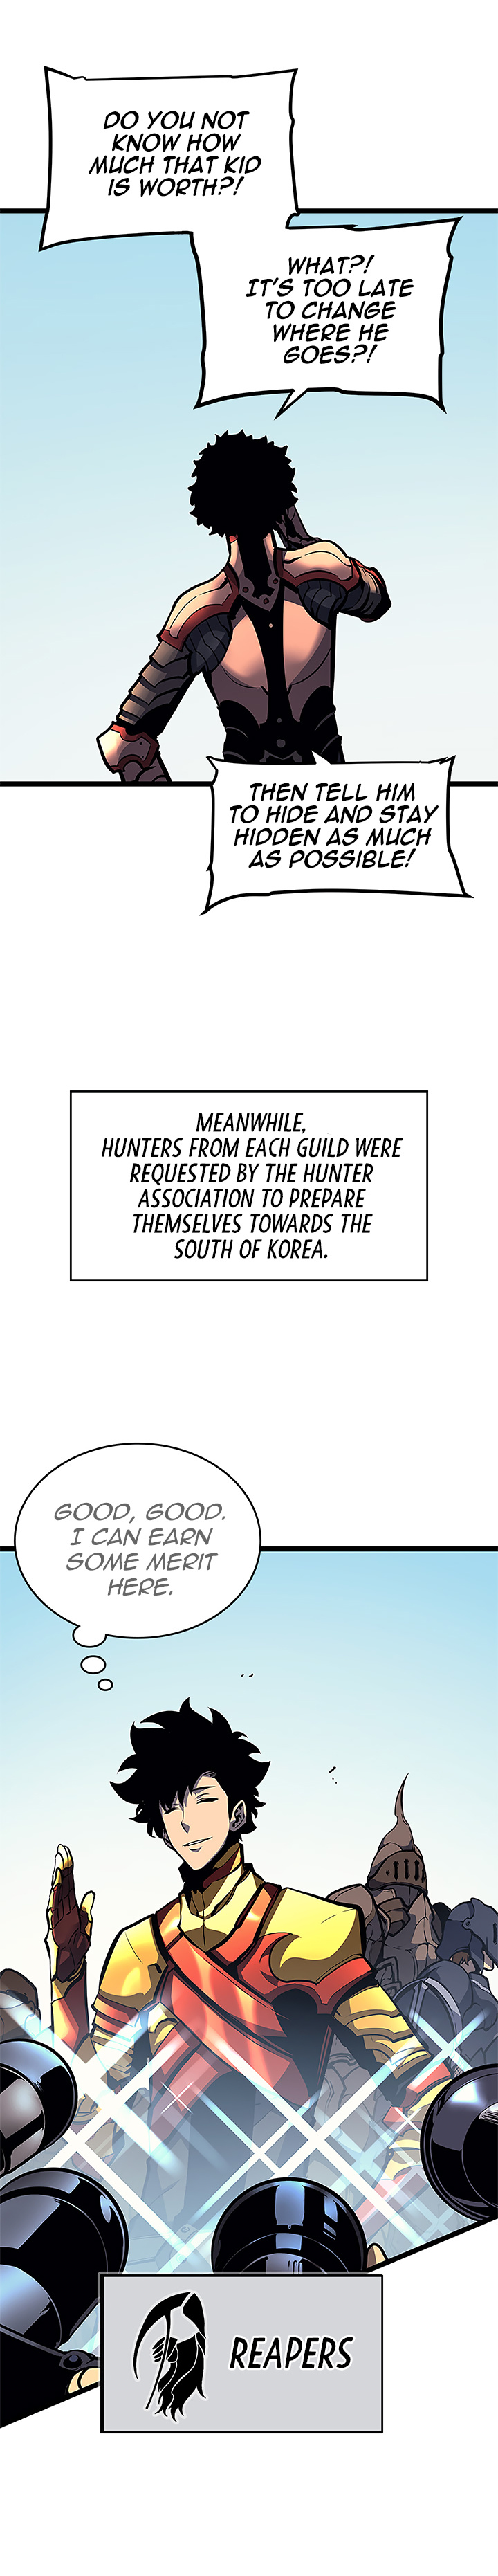 DO YOU NOT
KNOW HOW
MUCH THAT KID
IS WORTH?!
WHAT?!
IT'S TOO LATE
TO CHANGE
WHERE HE
GOES?!
THEN TELL HIM
TO HIDE AND STAY
HIDDEN AS MUCH
AS POSSIBLE!
MEANWHILE,
HUNTERS FROM EACH GUILD WERE
REQUESTED BY THE HUNTER
ASSOCIATION TO PREPARE
THEMSELVES TOWARDS THE
SOUTH OF KOREA.
GOOD, GOOD.
I CAN EARN
SOME MERIT
HERE.
REAPERS